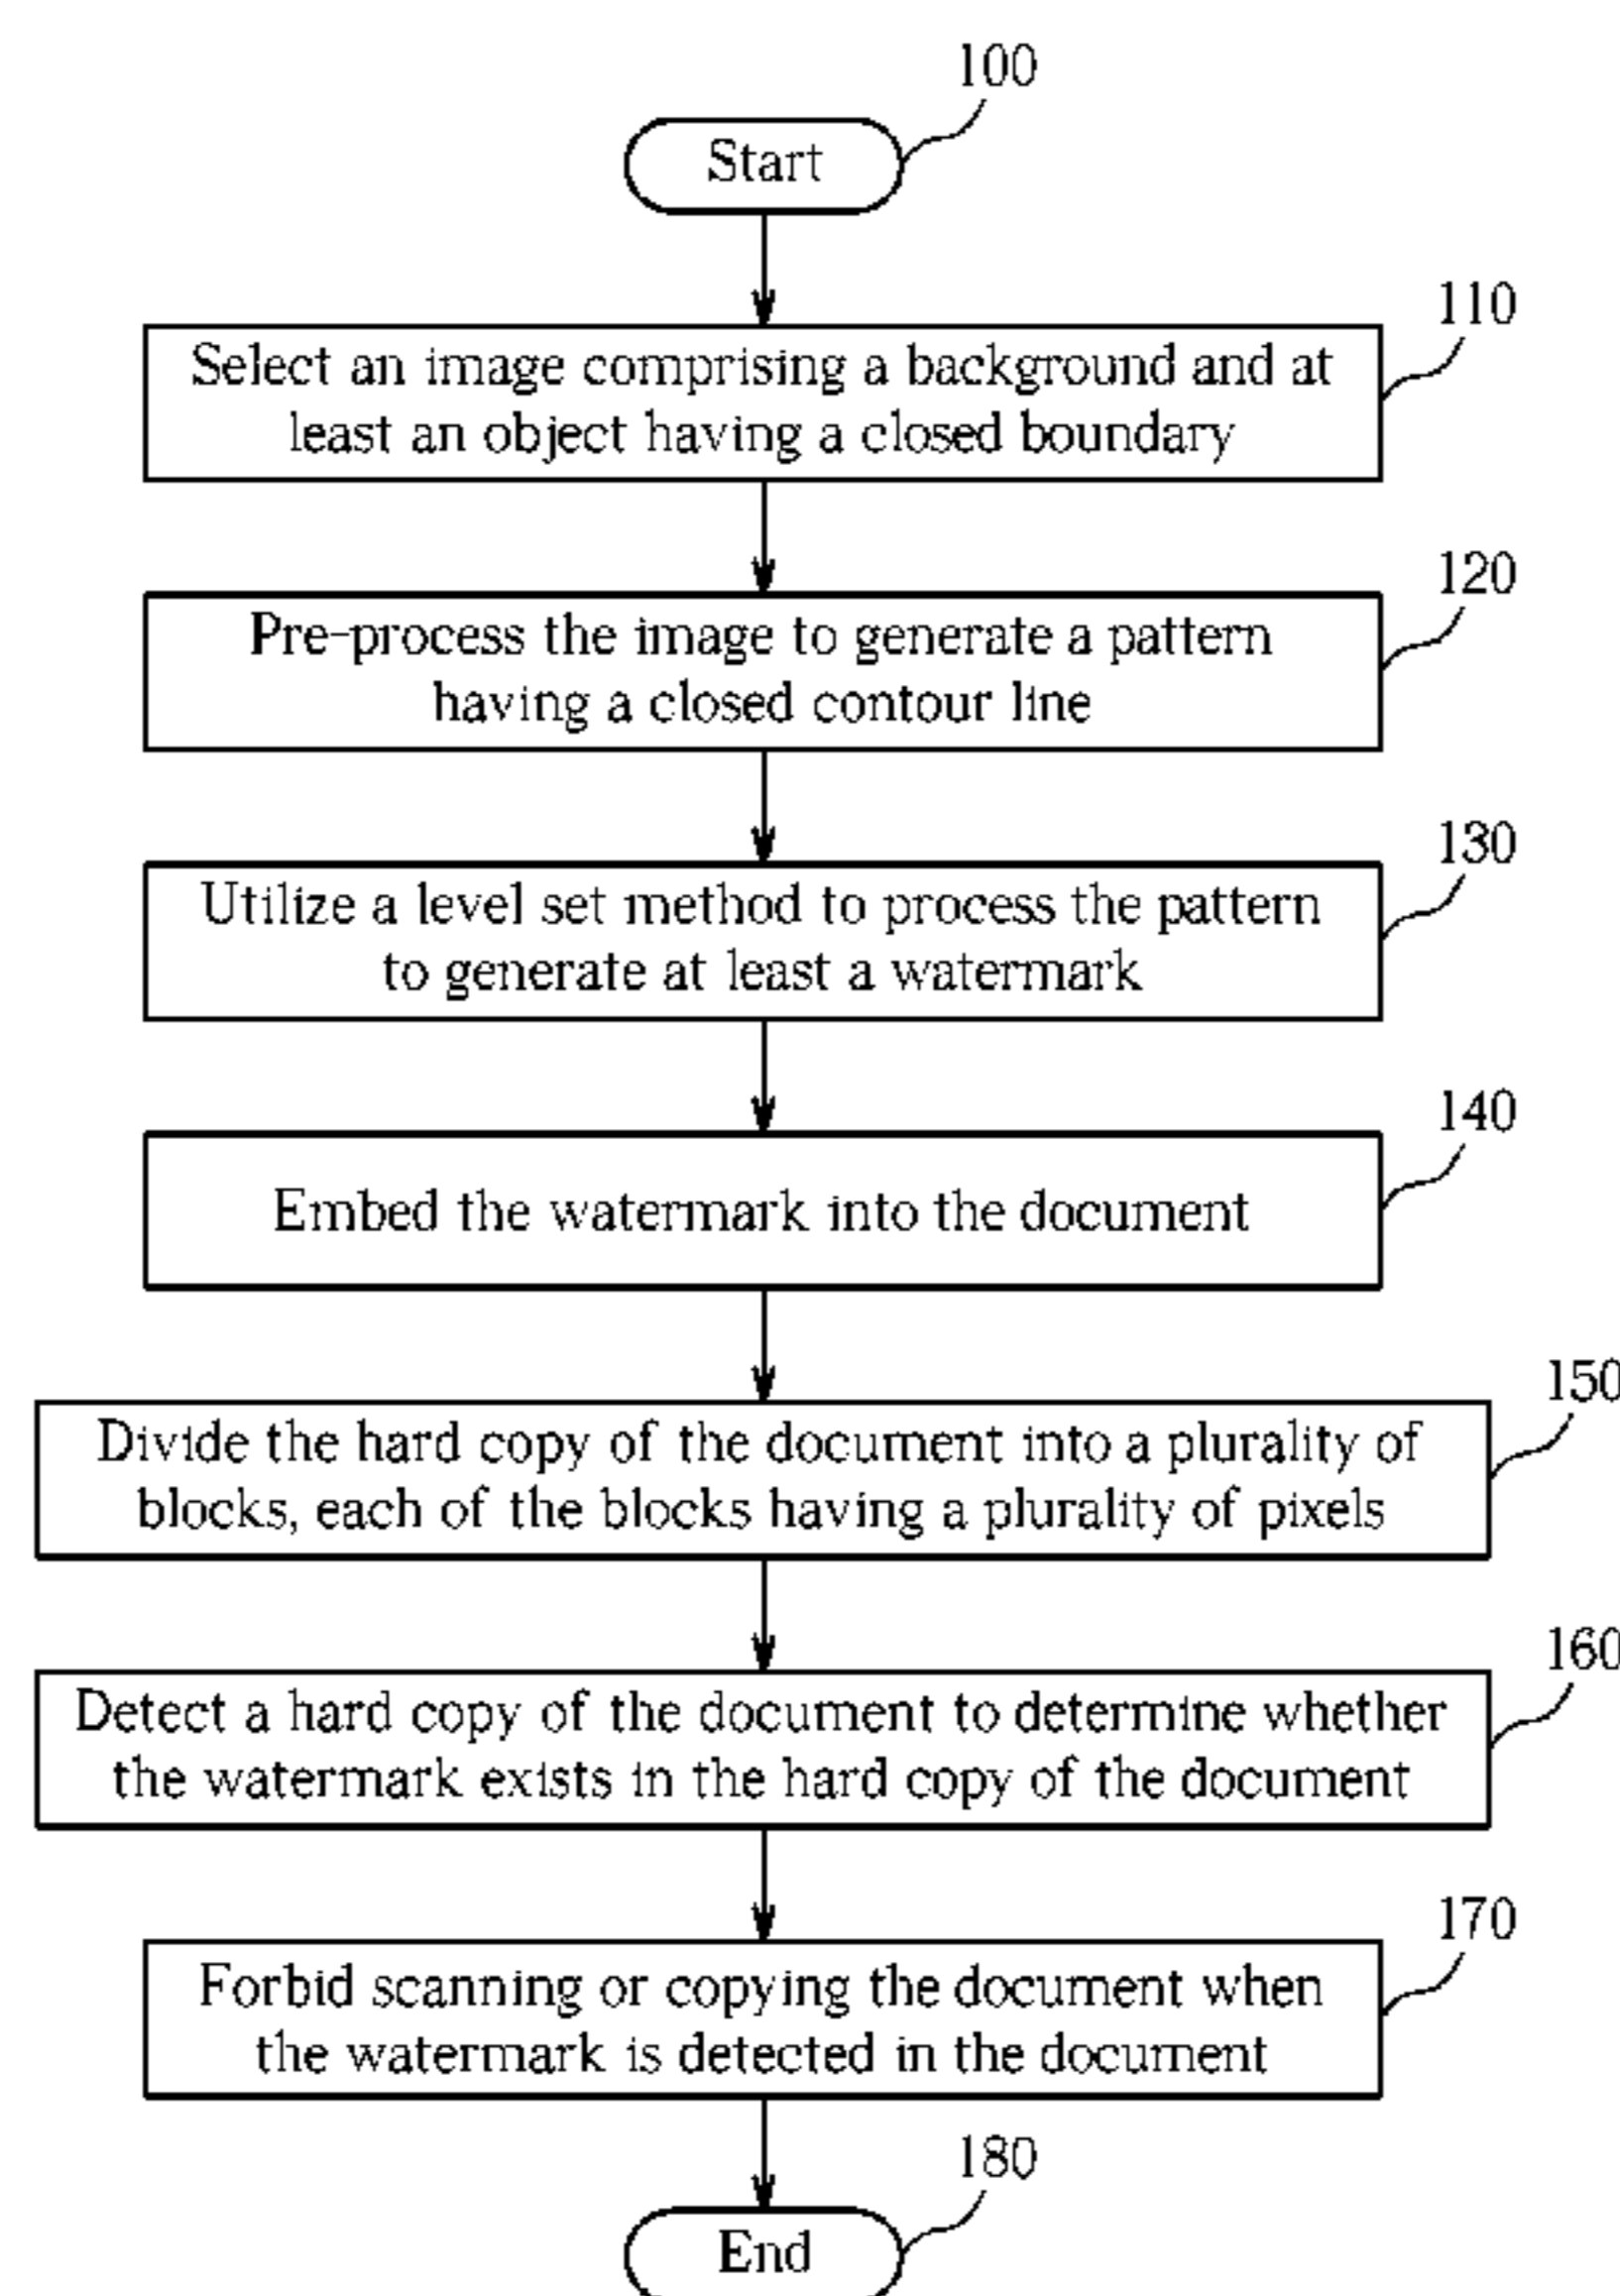 100
Start
110
Select an image comprising a background and at
least an object having a closed boundary
120
Pre-process the image to generate a pattern
having a closed contour line
130
Utilize a level set method to process the pattern
to generate at least a watermark
140
Embed the watermark into the document
150
Divide the hard copy of the document into a plurality of
blocks, each of the blocks having a plurality of pixels
160
Detect a hard copy of the document to determine whether
the watermark exists in the hard copy of the document
170
Forbid scanning or copying the document when
the watermark is detected in the document
180
End